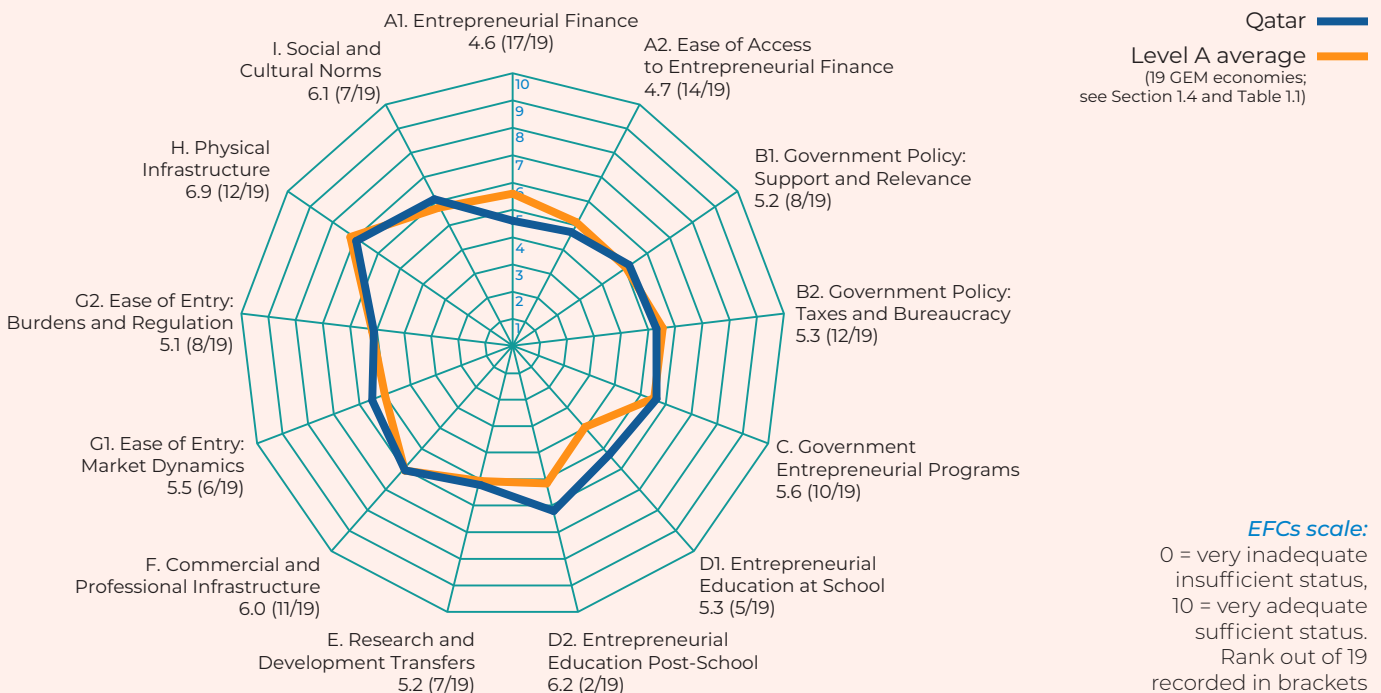 A1. Entrepreneurial Finance
4.6 (17/19)
A2. Ease of Access
to Entrepreneurial Finance
4.7 (14/19)
B1. Government Policy:
Support and Relevance
5.2 (8/19)
B2. Government Policy:
Taxes and Bureaucracy
5.3 (12/19)
C. Government
Entrepreneurial Programs
5.6 (10/19)
D1. Entrepreneurial
Education at School
5.3 (5/19)
D2. Entrepreneurial
Education Post-School
6.2 (2/19)
E. Research and
Development Transfers
5.2 (7/19)
F. Commercial and
Professional Infrastructure
6.0 (11/19)
G1. Ease of Entry:
Market Dynamics
5.5 (6/19)
G2. Ease of Entry:
Burdens and Regulation
5.1 (8/19)
H. Physical
Infrastructure
6.9 (12/19)
I. Social and
Cultural Norms
6.1 (7/19)
10
9
8
7
6
5
4
3
2
1
Qatar
Level A average
(19 GEM economies;
see Section 1.4 and Table 1.1)
EFCs scale:
0 = very inadequate
insufficient status,
10 = very adequate
sufficient status.
Rank out of 19
recorded in brackets